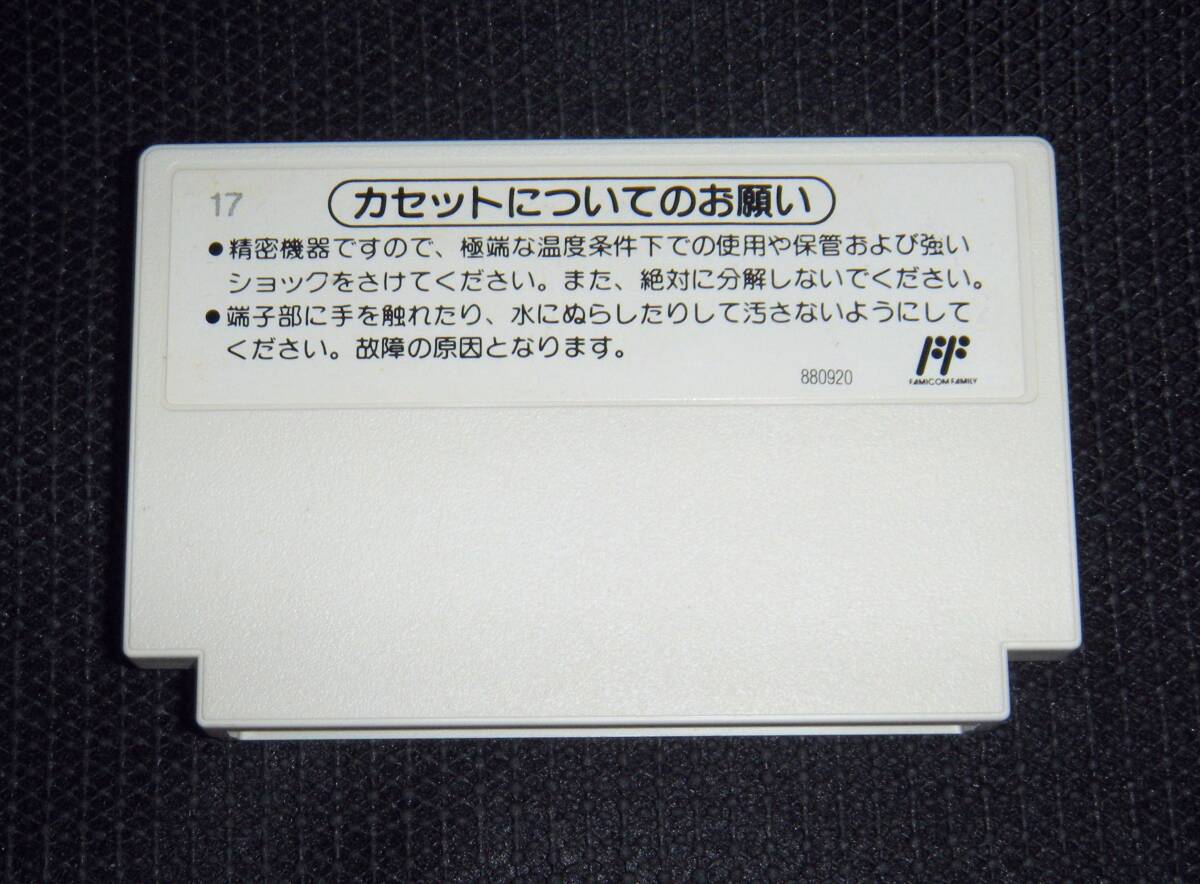 17
カセットについてのお願い
●精密機器ですので、極端な温度条件下での使用や保管および強い
ショックをさけてください。また、絶対に分解しないでください。
●端子部に手を触れたり、水にぬらしたりして汚さないようにして
ください。故障の原因となります。
880920
FF
FAMICOM FAMILY